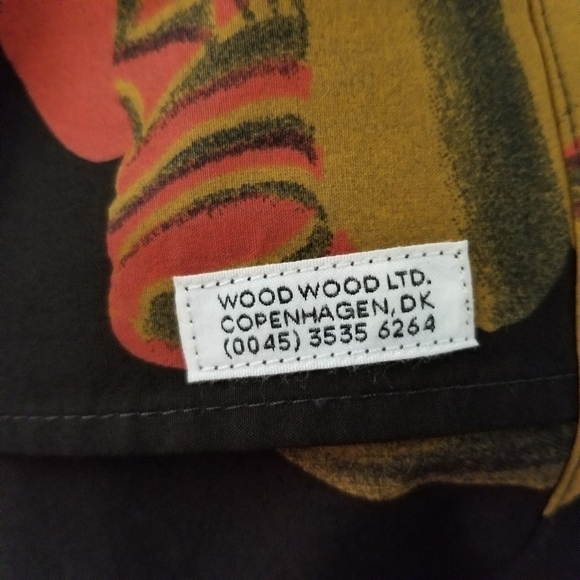 WOOD WOOD LTD.
COPENHAGEN, DK
(0045) 3535 6264